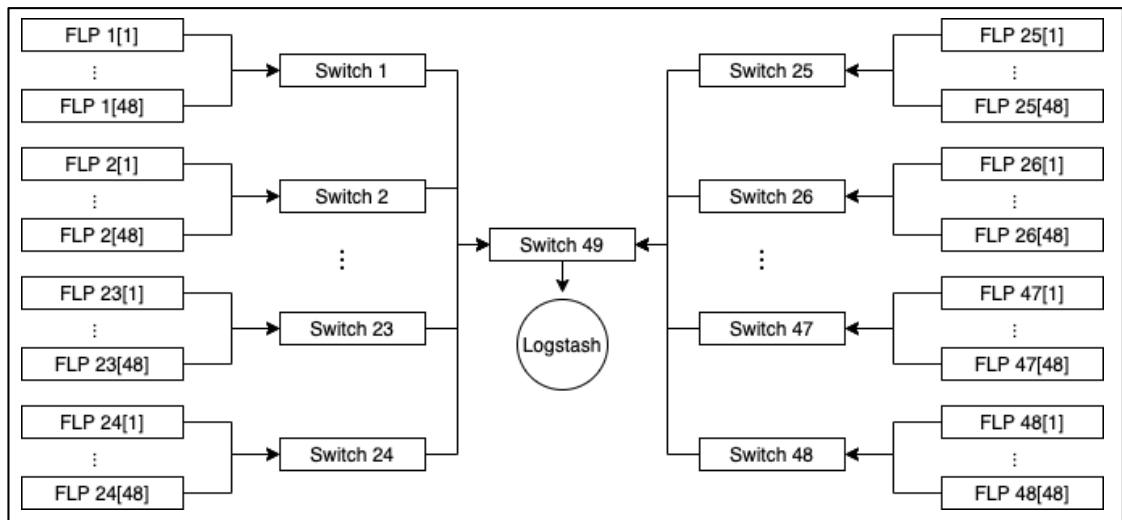 FLP 1[1]
⋮
FLP 1[48]
Switch 1
FLP 2[1]
⋮
FLP 2[48]
Switch 2
⋮
FLP 23[1]
⋮
FLP 23[48]
Switch 23
FLP 24[1]
⋮
FLP 24[48]
Switch 24
Switch 49
Logstash
Switch 25
FLP 25[1]
⋮
FLP 25[48]
Switch 26
FLP 26[1]
⋮
FLP 26[48]
⋮
Switch 47
FLP 47[1]
⋮
FLP 47[48]
Switch 48
FLP 48[1]
⋮
FLP 48[48]